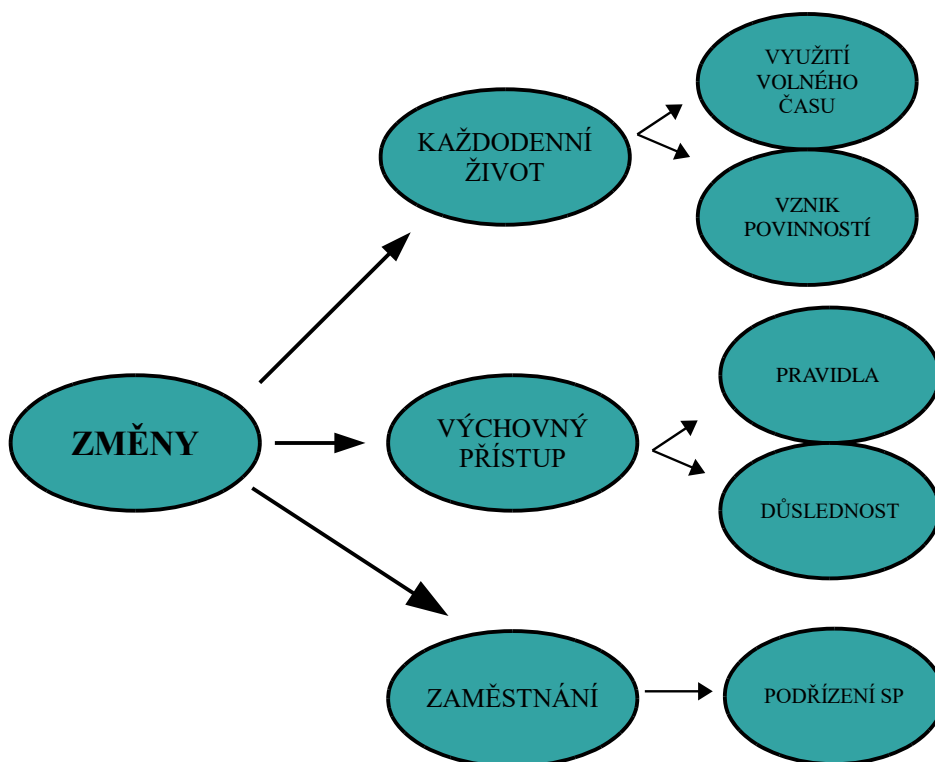 VYUŽITÍ
VOLNÉHO
ČASU
KAŽDODENNÍ
ŽIVOT
VZNIK
POVINNOSTÍ
PRAVIDLA
ZMĚNY
VÝCHOVNÝ
PŘÍSTUP
DŮSLEDNOST
ZAMĚSTNÁNÍ
PODŘÍZENÍ SP